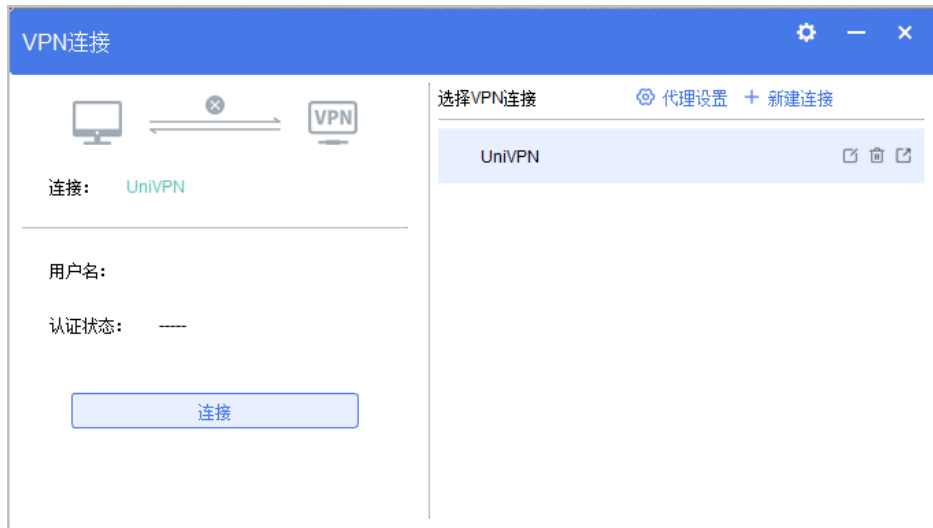 VPN连接
VPN
连接： UniVPN
用户名：
认证状态： -----
连接
选择VPN连接 代理设置 + 新建连接
UniVPN